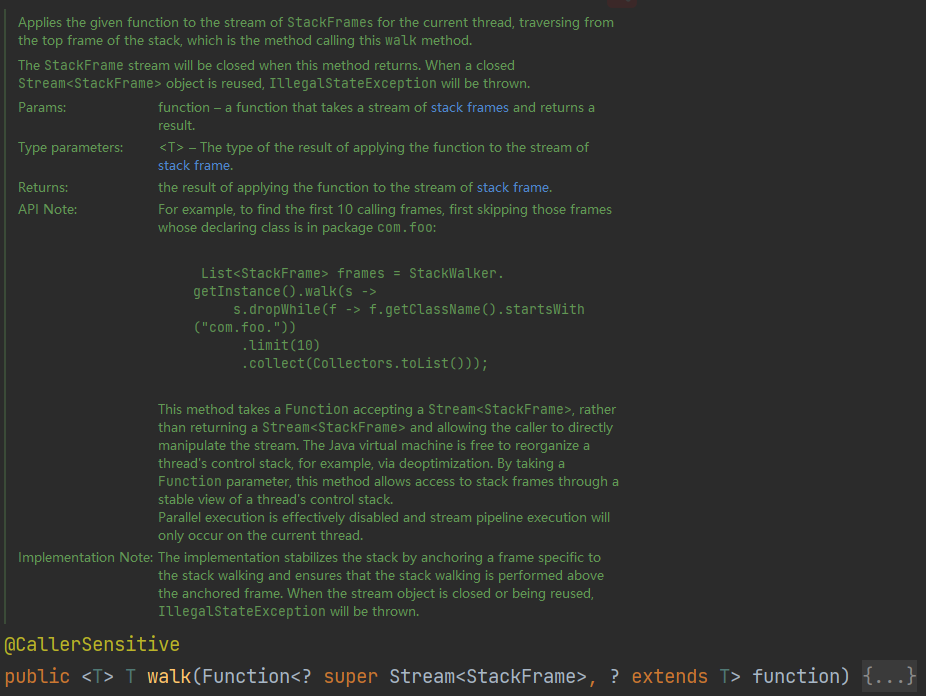 Applies the given function to the stream of StackFrames for the current thread, traversing from
the top frame of the stack, which is the method calling this walk method.
The StackFrame stream will be closed when this method returns. When a closed
Stream<StackFrame> object is reused, IllegalStateException will be thrown.
Params: function – a function that takes a stream of stack frames and returns a
result.
Type parameters: <T> – The type of the result of applying the function to the stream of
stack frame.
Returns: the result of applying the function to the stream of stack frame.
API Note: For example, to find the first 10 calling frames, first skipping those frames
whose declaring class is in package com.foo:
List<StackFrame> frames = StackWalker.
getInstance().walk(s ->
s.dropWhile(f -> f.getClassName().startsWith
("com.foo."))
.limit(10)
.collect(Collectors.toList()));
This method takes a Function accepting a Stream<StackFrame>, rather
than returning a Stream<StackFrame> and allowing the caller to directly
manipulate the stream. The Java virtual machine is free to reorganize a
thread's control stack, for example, via deoptimization. By taking a
Function parameter, this method allows access to stack frames through a
stable view of a thread's control stack.
Parallel execution is effectively disabled and stream pipeline execution will
only occur on the current thread.
Implementation Note: The implementation stabilizes the stack by anchoring a frame specific to
the stack walking and ensures that the stack walking is performed above
the anchored frame. When the stream object is closed or being reused,
IllegalStateException will be thrown.
@CallerSensitive
public <T> T walk(Function<? super Stream<StackFrame>, ? extends T> function) {...}